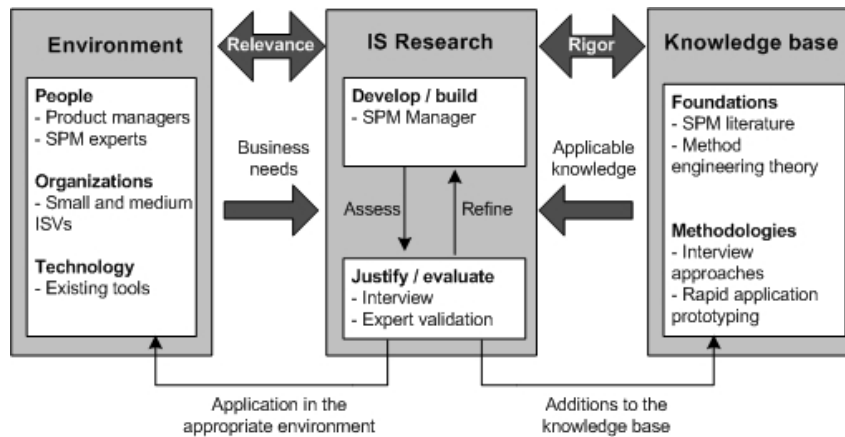 Environment
Relevance
IS Research
Rigor
Knowledge base
People
- Product managers
- SPM experts
Organizations
- Small and medium
ISVs
Technology
- Existing tools
Business
needs
Develop / build
- SPM Manager
Assess
Refine
Justify / evaluate
- Interview
- Expert validation
Applicable
knowledge
Foundations
- SPM literature
- Method
engineering theory
Methodologies
- Interview
approaches
- Rapid application
prototyping
Application in the
appropriate environment
Additions to the
knowledge base